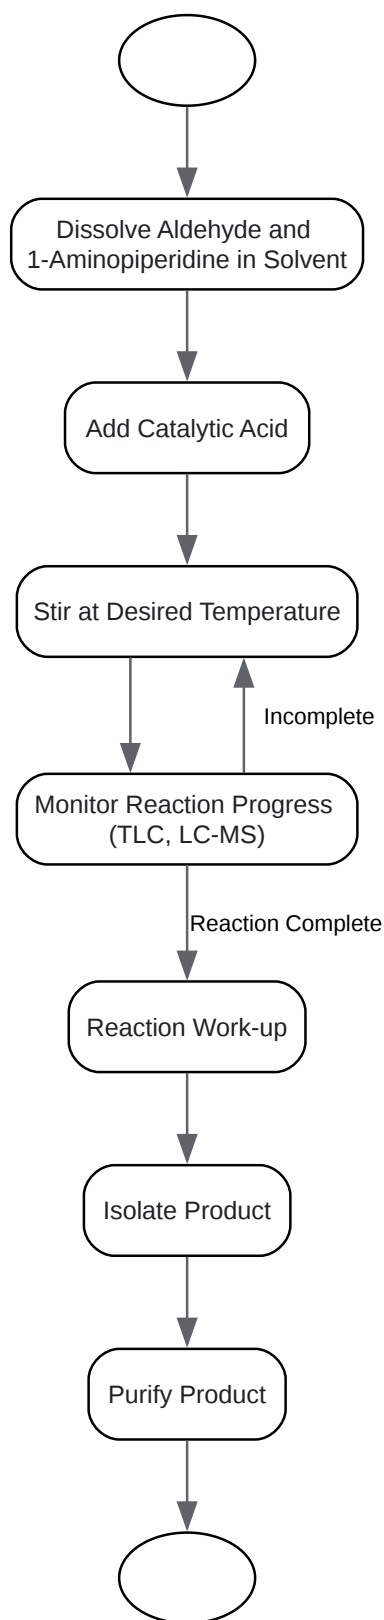 Dissolve Aldehyde and
1-Aminopiperidine in Solvent
Add Catalytic Acid
Stir at Desired Temperature
Incomplete
Monitor Reaction Progress
(TLC, LC-MS)
Reaction Complete
Reaction Work-up
Isolate Product
Purify Product